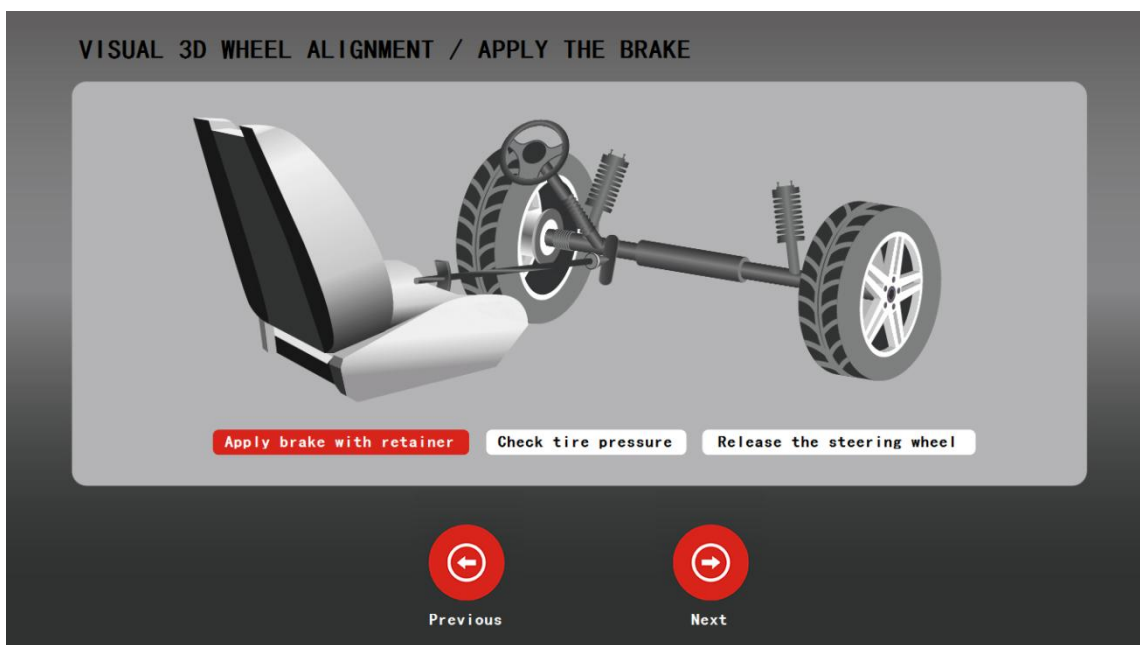 VISUAL 3D WHEEL ALIGNMENT / APPLY THE BRAKE
Apply brake with retainer
Check tire pressure
Release the steering wheel
Previous
Next